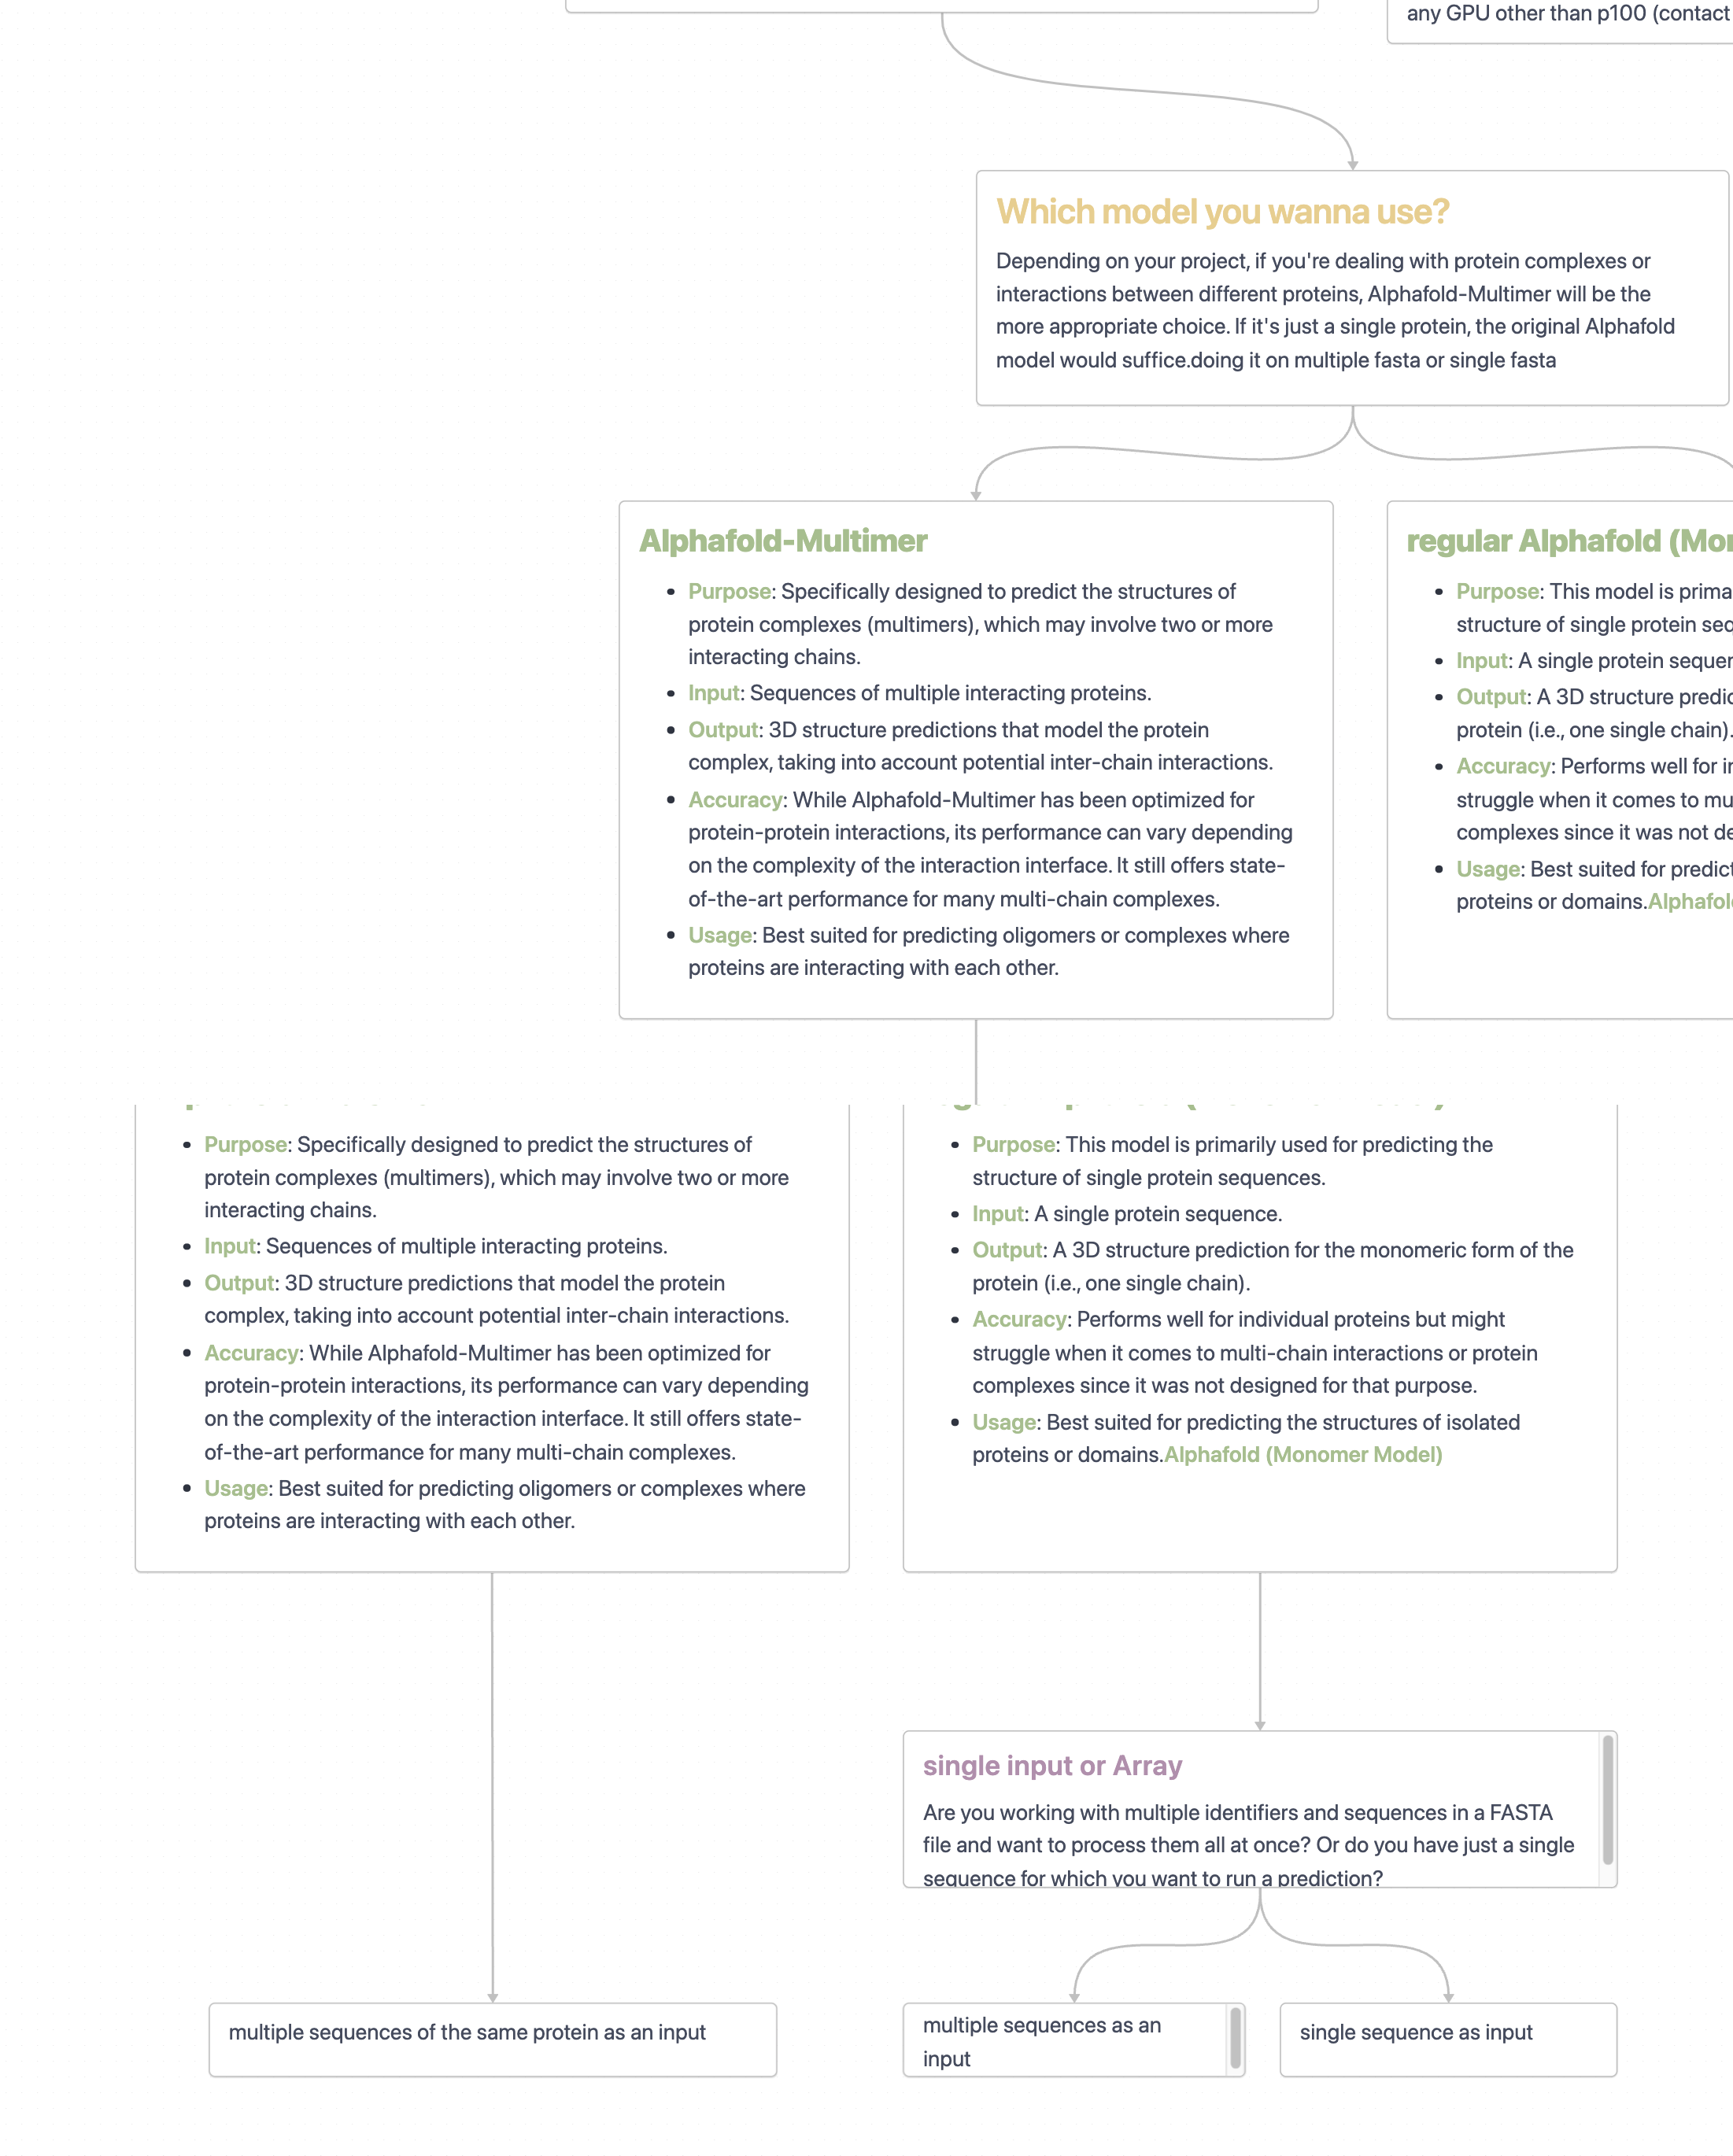 any GPU other than p100 (contact
Which model you wanna use?
Depending on your project, if you're dealing with protein complexes or
interactions between different proteins, Alphafold-Multimer will be the
more appropriate choice. If it's just a single protein, the original Alphafold
model would suffice.doing it on multiple fasta or single fasta
Alphafold-Multimer
• Purpose: Specifically designed to predict the structures of
protein complexes (multimers), which may involve two or more
interacting chains.
• Input: Sequences of multiple interacting proteins.
• Output: 3D structure predictions that model the protein
complex, taking into account potential inter-chain interactions.
• Accuracy: While Alphafold-Multimer has been optimized for
protein-protein interactions, its performance can vary depending
on the complexity of the interaction interface. It still offers state-
of-the-art performance for many multi-chain complexes.
• Usage: Best suited for predicting oligomers or complexes where
proteins are interacting with each other.
regular Alphafold (Mon
• Purpose: This model is prima
structure of single protein seq
• Input: A single protein sequen
• Output: A 3D structure predic
protein (i.e., one single chain).
• Accuracy: Performs well for in
struggle when it comes to mu
complexes since it was not de
• Usage: Best suited for predict
proteins or domains.Alphafol
• Purpose: Specifically designed to predict the structures of
protein complexes (multimers), which may involve two or more
interacting chains.
• Input: Sequences of multiple interacting proteins.
• Output: 3D structure predictions that model the protein
complex, taking into account potential inter-chain interactions.
• Accuracy: While Alphafold-Multimer has been optimized for
protein-protein interactions, its performance can vary depending
on the complexity of the interaction interface. It still offers state-
of-the-art performance for many multi-chain complexes.
• Usage: Best suited for predicting oligomers or complexes where
proteins are interacting with each other.
• Purpose: This model is primarily used for predicting the
structure of single protein sequences.
• Input: A single protein sequence.
• Output: A 3D structure prediction for the monomeric form of the
protein (i.e., one single chain).
• Accuracy: Performs well for individual proteins but might
struggle when it comes to multi-chain interactions or protein
complexes since it was not designed for that purpose.
• Usage: Best suited for predicting the structures of isolated
proteins or domains.Alphafold (Monomer Model)
single input or Array
Are you working with multiple identifiers and sequences in a FASTA
file and want to process them all at once? Or do you have just a single
sequence for which you want to run a prediction?
multiple sequences of the same protein as an input
multiple sequences as an
input
single sequence as input